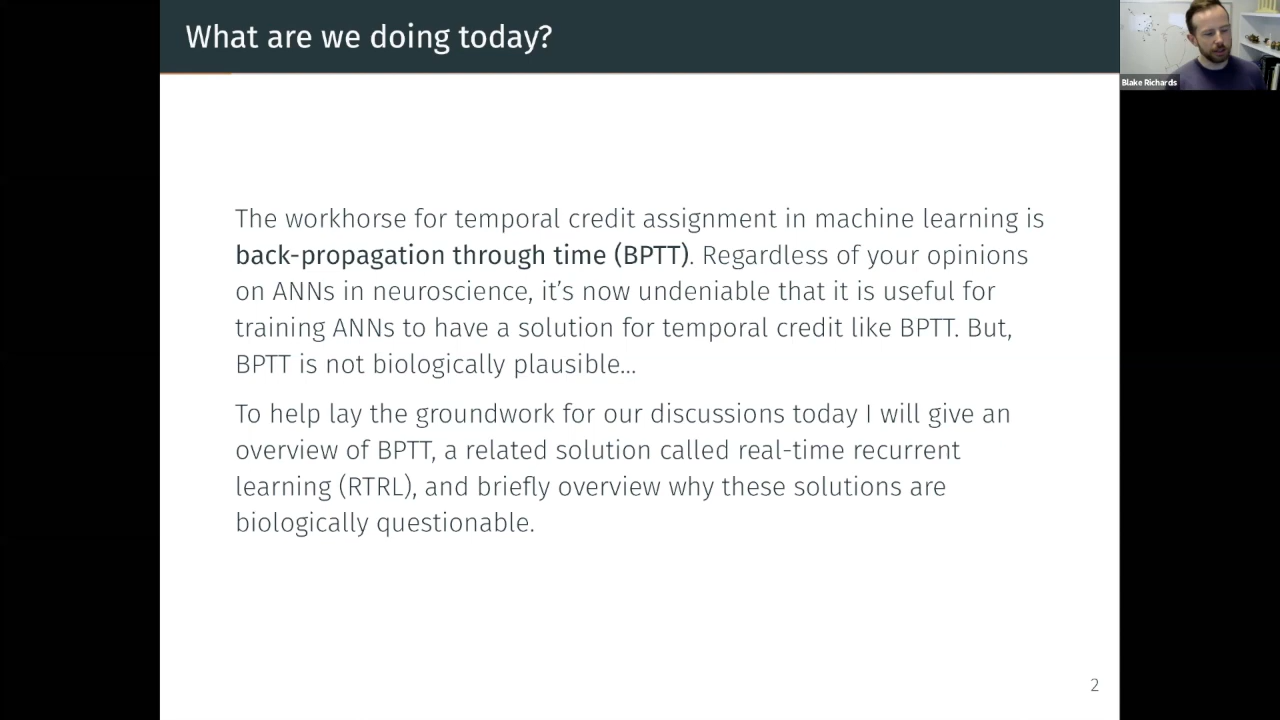 What are we doing today?
Blake Richards
The workhorse for temporal credit assignment in machine learning is
back-propagation through time (BPTT). Regardless of your opinions
on ANNs in neuroscience, it's now undeniable that it is useful for
training ANNs to have a solution for temporal credit like BPTT. But,
BPTT is not biologically plausible...
To help lay the groundwork for our discussions today I will give an
overview of BPTT, a related solution called real-time recurrent
learning (RTRL), and briefly overview why these solutions are
biologically questionable.
2